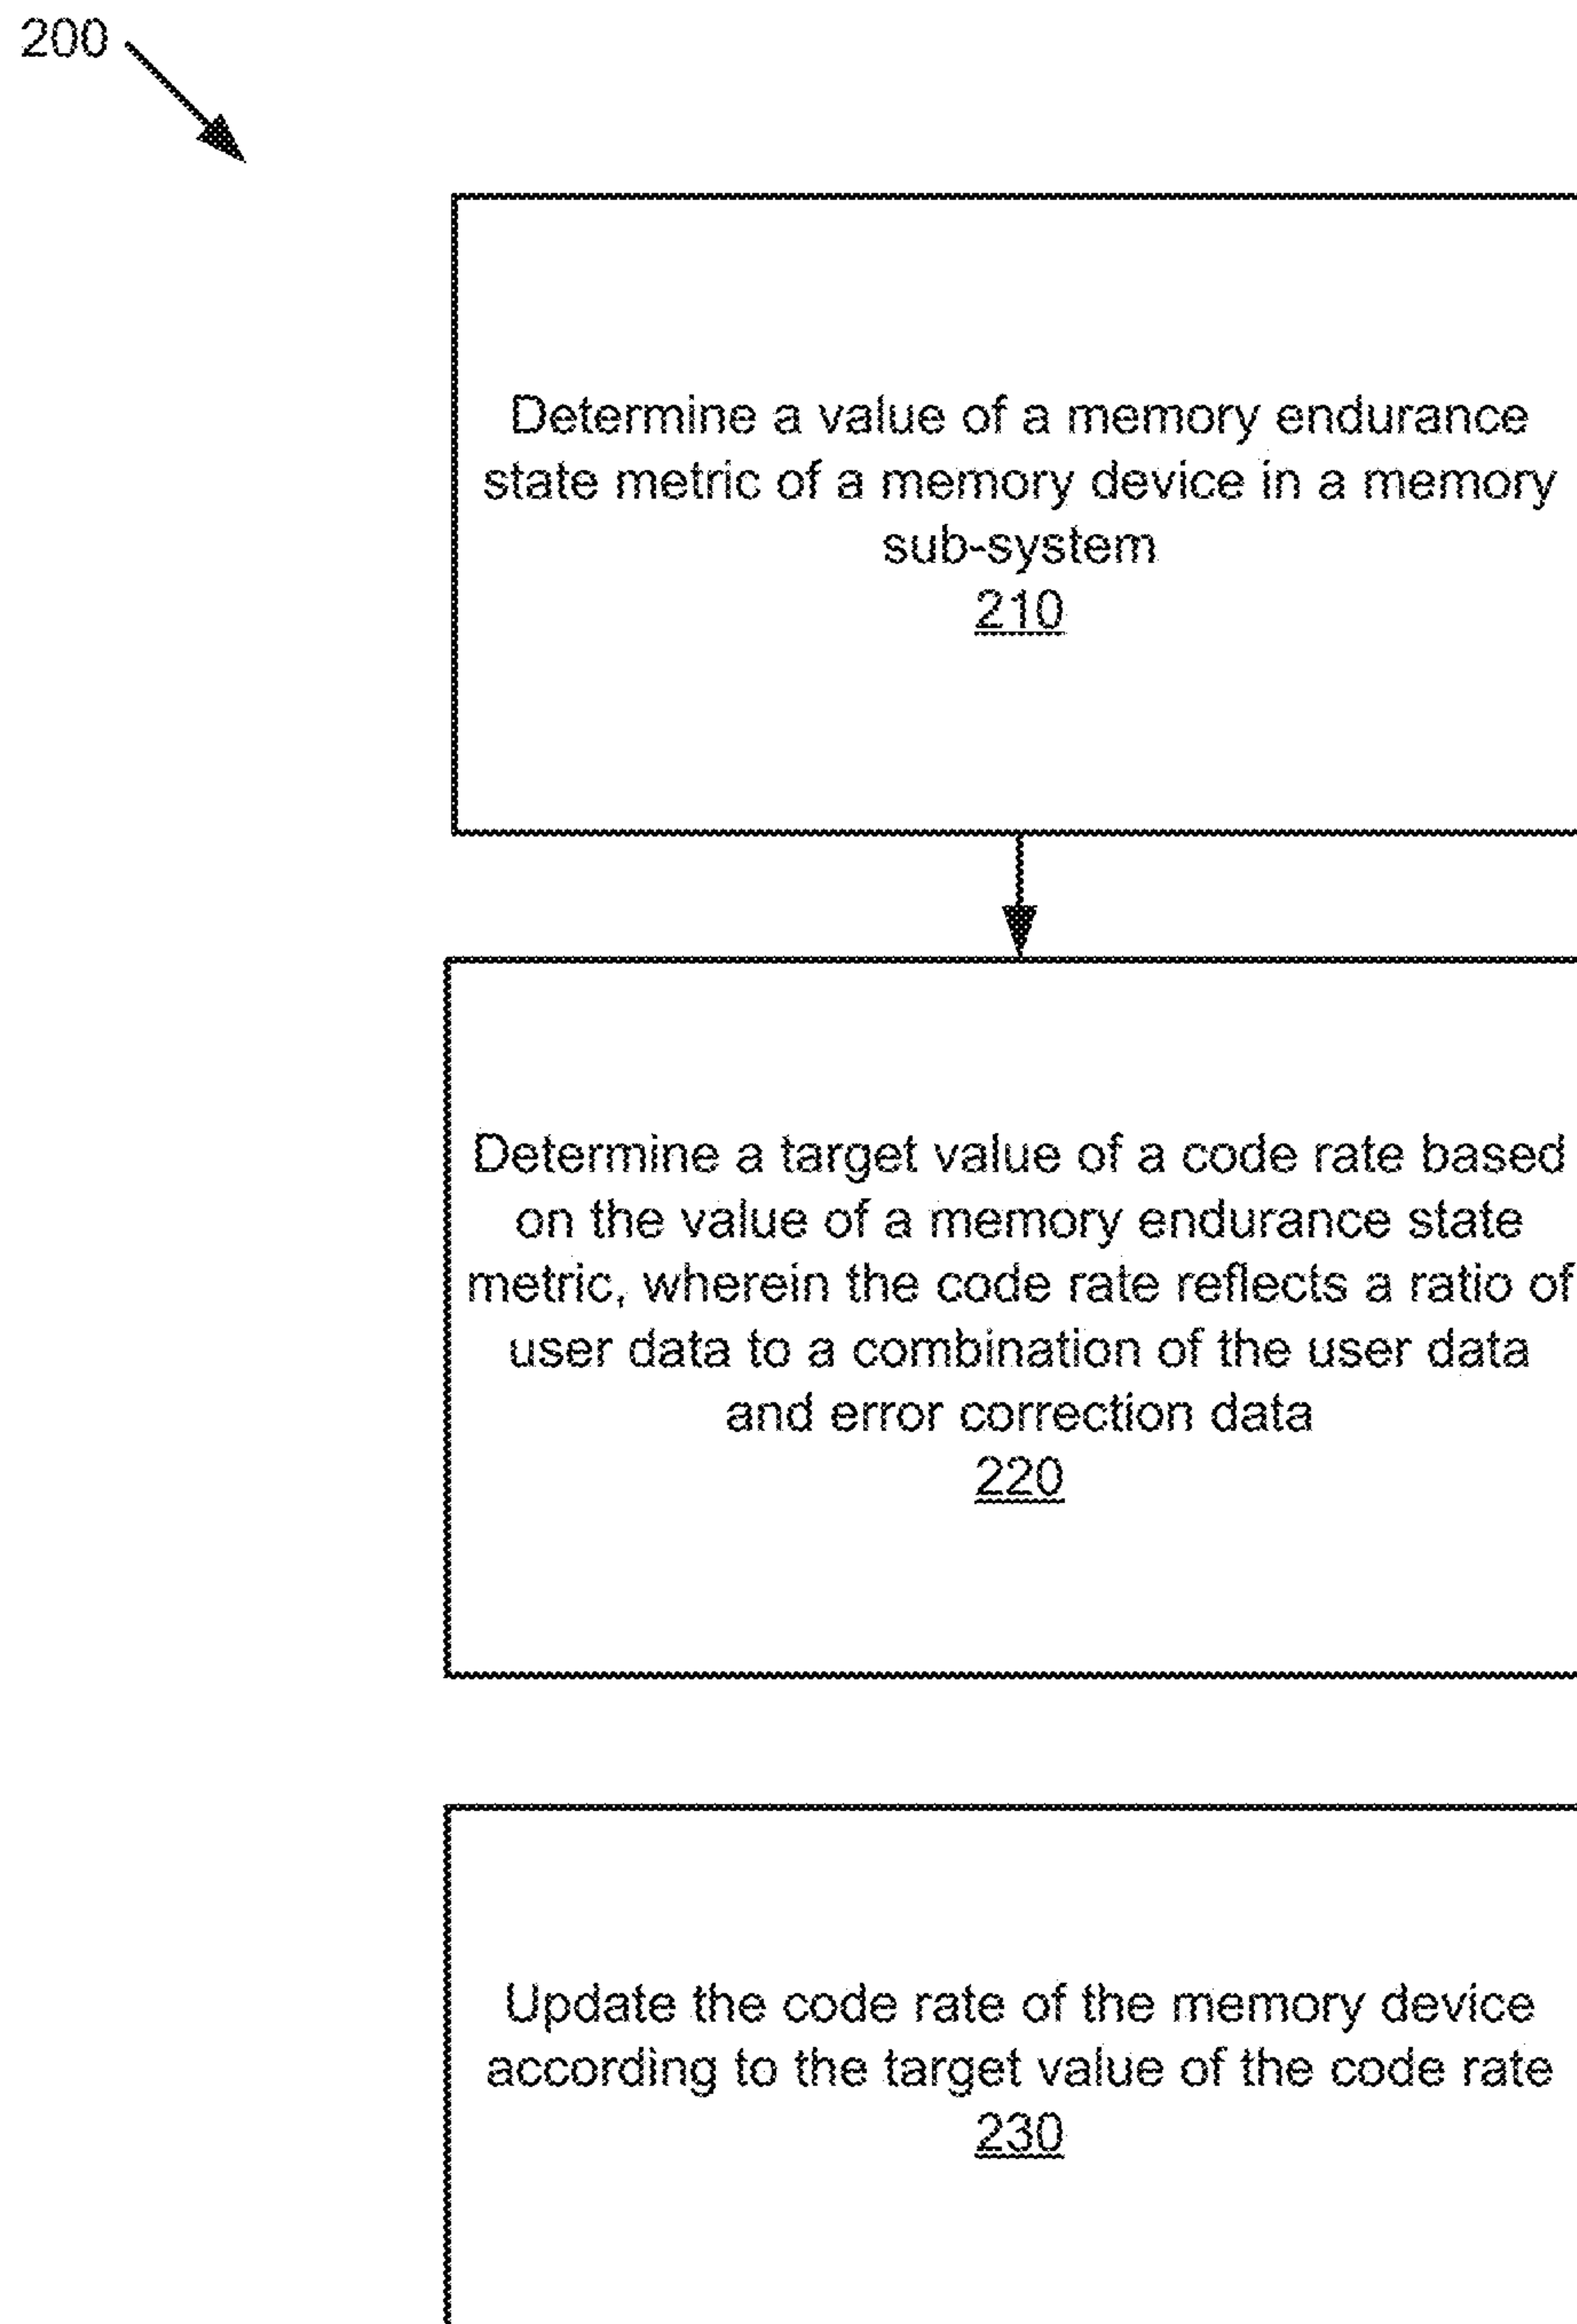 200
Determine a value of a memory endurance
state metric of a memory device in a memory
sub-system
210
Determine a target value of a code rate based
on the value of a memory endurance state
metric, wherein the code rate reflects a ratio of
user data to a combination of the user data
and error correction data
220
Update the code rate of the memory device
according to the target value of the code rate
230